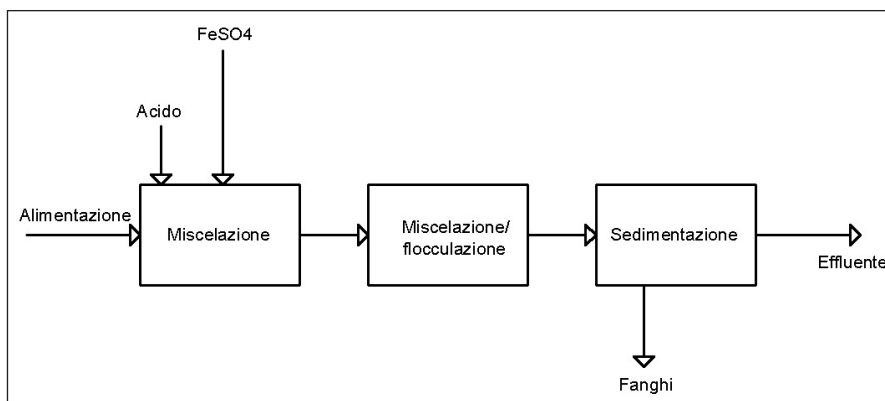 FeSO4
Acido
Alimentazione
Miscelazione
Miscelazione/
flocculazione
Sedimentazione
Effluente
Fanghi